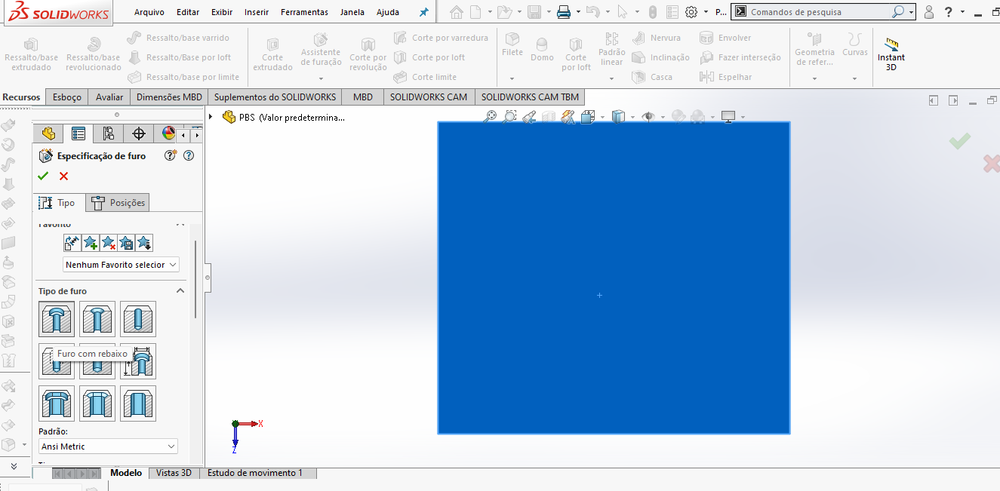 SOLIDWORKS
Arquivo Editar Exibir Inserir Ferramentas Janela Ajuda
P... Comandos de pesquisa
Ressalto/base extrudado
Ressalto/base revolucionado
Ressalto/base varrido
Ressalto/Base por loft
Ressalto/base por limite
Corte extrudado
Assistente de furação
Corte por revolução
Corte por varredura
Corte por loft
Corte limite
Filete
Domo
Corte por loft
Padrão linear
Nervura
Inclinação
Casca
Envolver
Fazer interseção
Espelhar
Geometria de refer...
Curvas
Instant 3D
Recursos Esboço Avaliar Dimensões MBD Suplementos do SOLIDWORKS MBD SOLIDWORKS CAM SOLIDWORKS CAM TBM
PBS (Valor predetermina...
Especificação de furo
Tipo Posições
Favorito
Nenhum Favorito selecior
Tipo de furo
Furo com rebaixo
Padrão:
Ansi Metric
X
Z
Modelo Vistas 3D Estudo de movimento 1